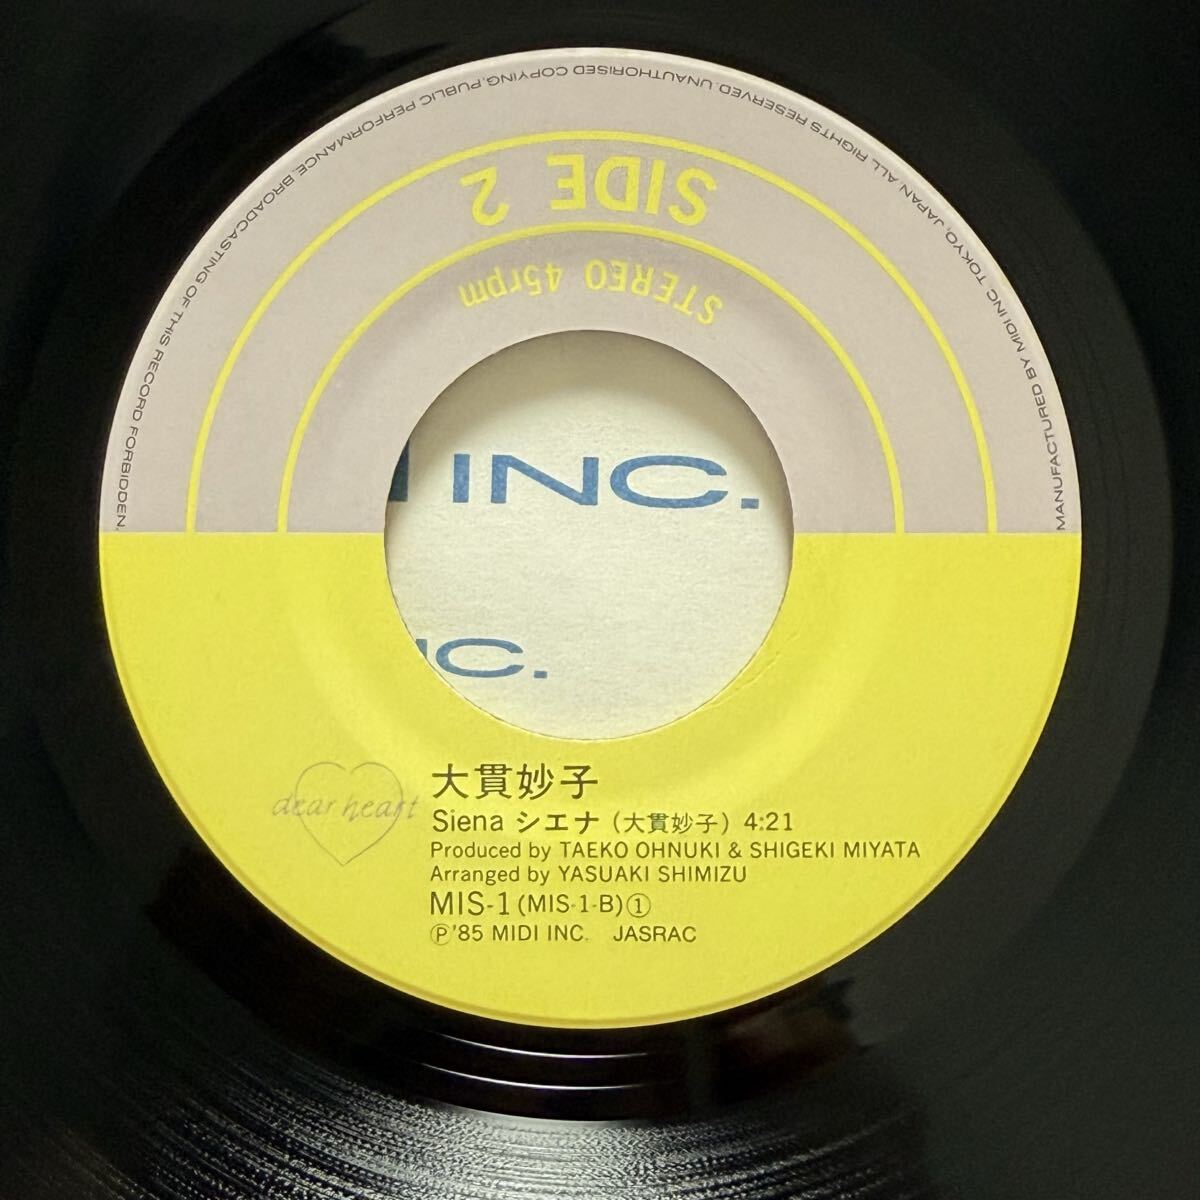 MANUFACTURED BY MIDI INC. TOKYO, JAPAN ALL RIGHTS RESERVED. UNAUTHORISED COPYING, PUBLIC PERFORMANCE, BROADCASTING OF THIS RECORD FORBIDDEN.
SIDE 2
STEREO 45rpm
I INC.
NC.
dear heart
大貫妙子
Siena シエナ (大貫妙子) 4:21
Produced by TAEKO OHNUKI & SHIGEKI MIYATA
Arranged by YASUAKI SHIMIZU
MIS-1 (MIS-1-B)①
Ⓟ'85 MIDI INC. JASRAC